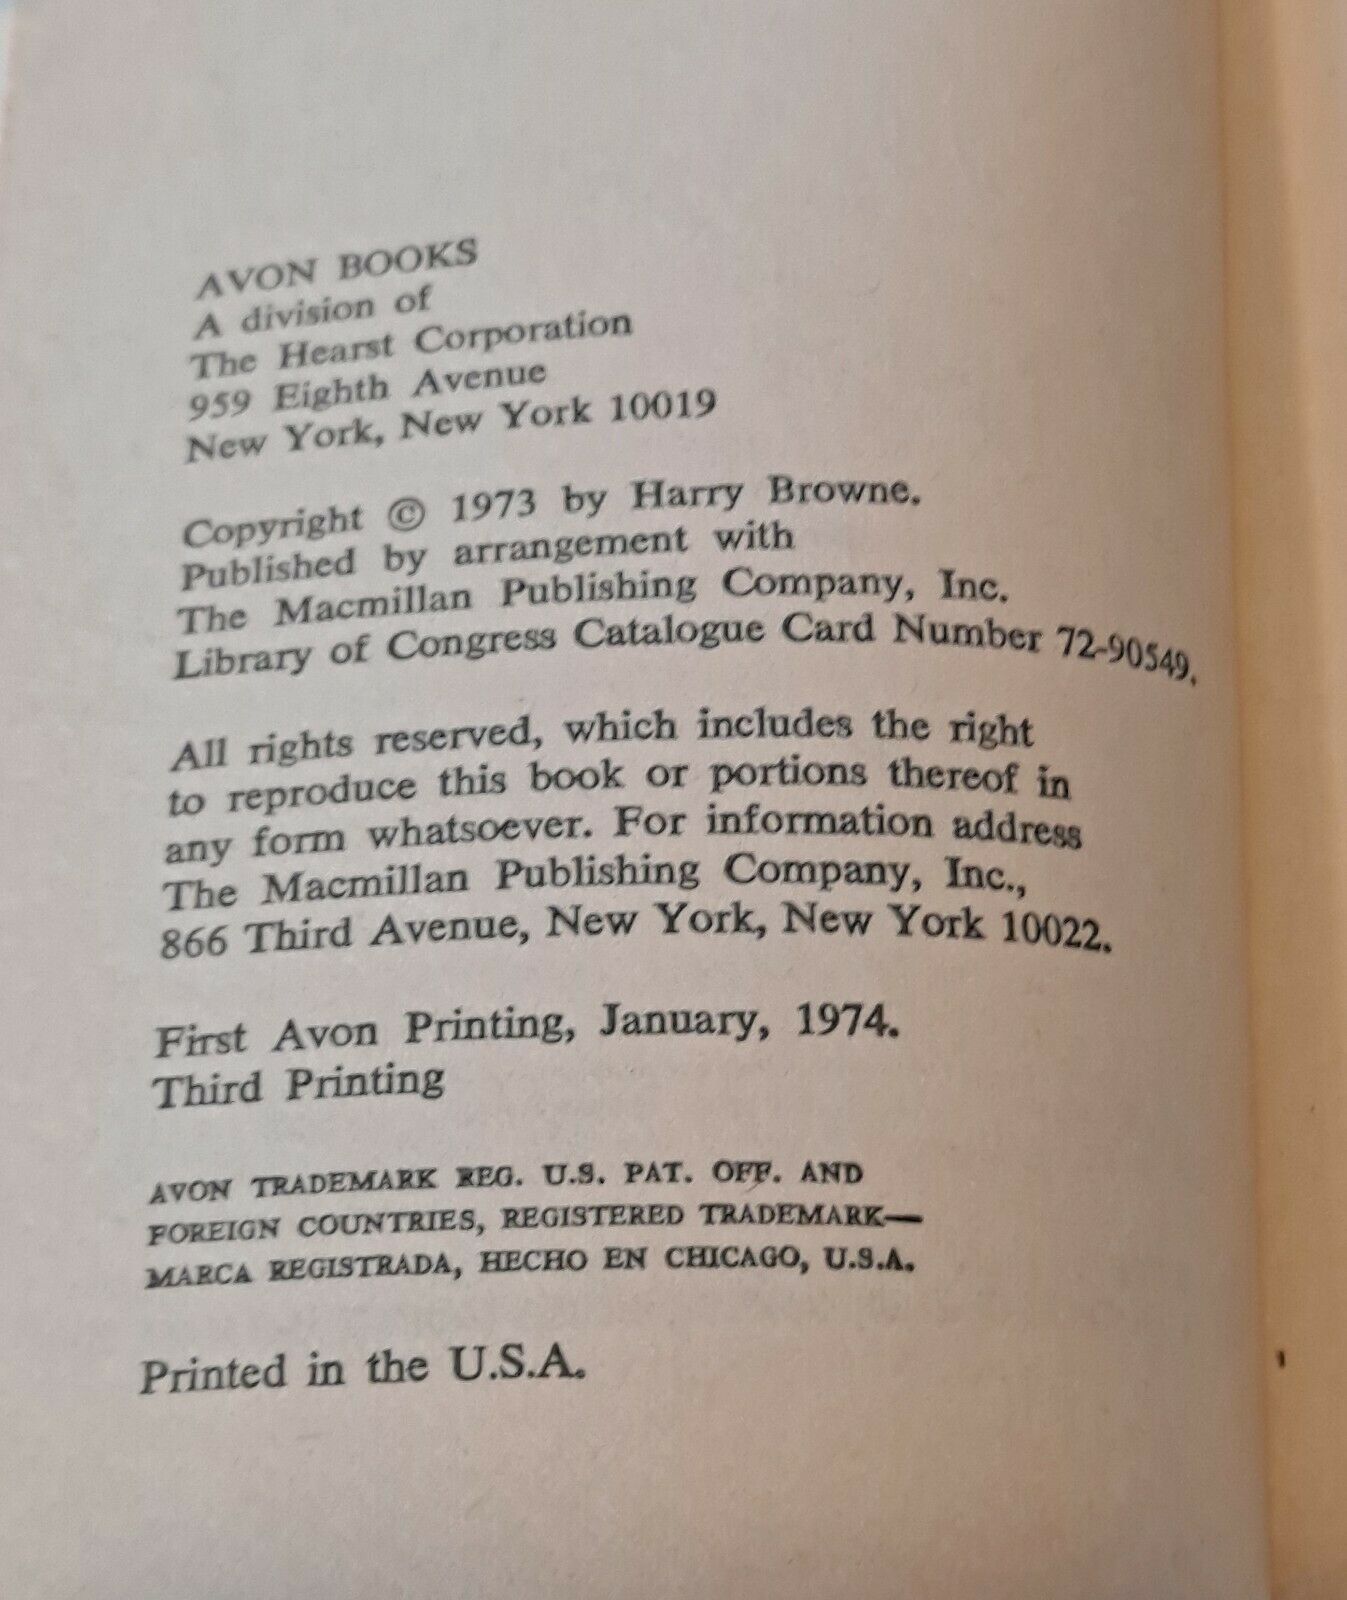 AVON BOOKS
A division of
The Hearst Corporation
959 Eighth Avenue
New York, New York 10019
Copyright © 1973 by Harry Browne.
Published by arrangement with
The Macmillan Publishing Company, Inc.
Library of Congress Catalogue Card Number 72-90549.
All rights reserved, which includes the right
to reproduce this book or portions thereof in
any form whatsoever. For information address
The Macmillan Publishing Company, Inc.,
866 Third Avenue, New York, New York 10022.
First Avon Printing, January, 1974.
Third Printing
AVON TRADEMARK REG. U.S. PAT. OFF. AND
FOREIGN COUNTRIES, REGISTERED TRADEMARK—
MARCA REGISTRADA, HECHO EN CHICAGO, U.S.A.
Printed in the U.S.A.